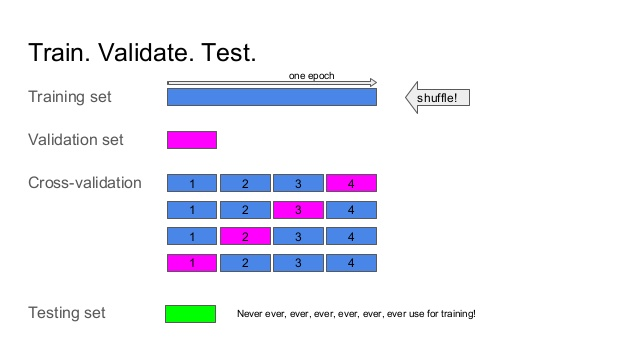 Train. Validate. Test.
one epoch
Training set
shuffle!
Validation set
Cross-validation
1 2 3 4
1 2 3 4
1 2 3 4
1 2 3 4
Testing set
Never ever, ever, ever, ever, ever, ever use for training!